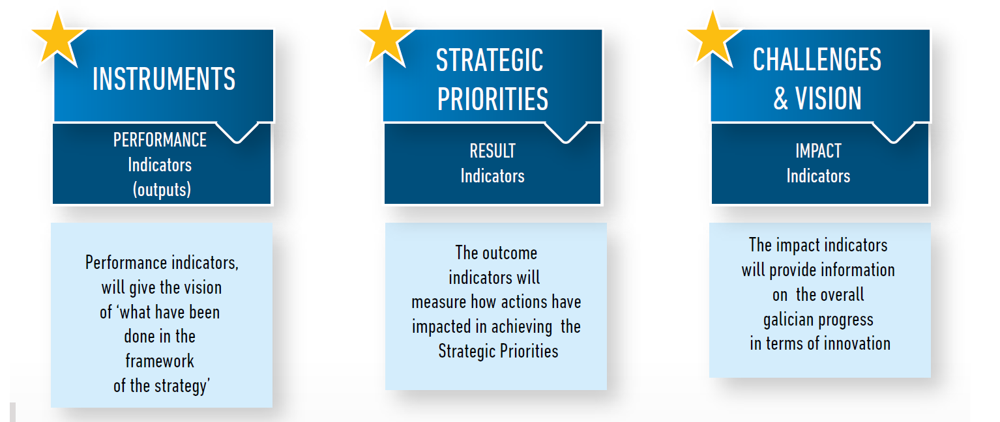 INSTRUMENTS
PERFORMANCE
Indicators
(outputs)
Performance indicators,
will give the vision
of ‘what have been
done in the
framework
of the strategy’
STRATEGIC
PRIORITIES
RESULT
Indicators
The outcome
indicators will
measure how actions have
impacted in achieving the
Strategic Priorities
CHALLENGES
& VISION
IMPACT
Indicators
The impact indicators
will provide information
on the overall
galician progress
in terms of innovation